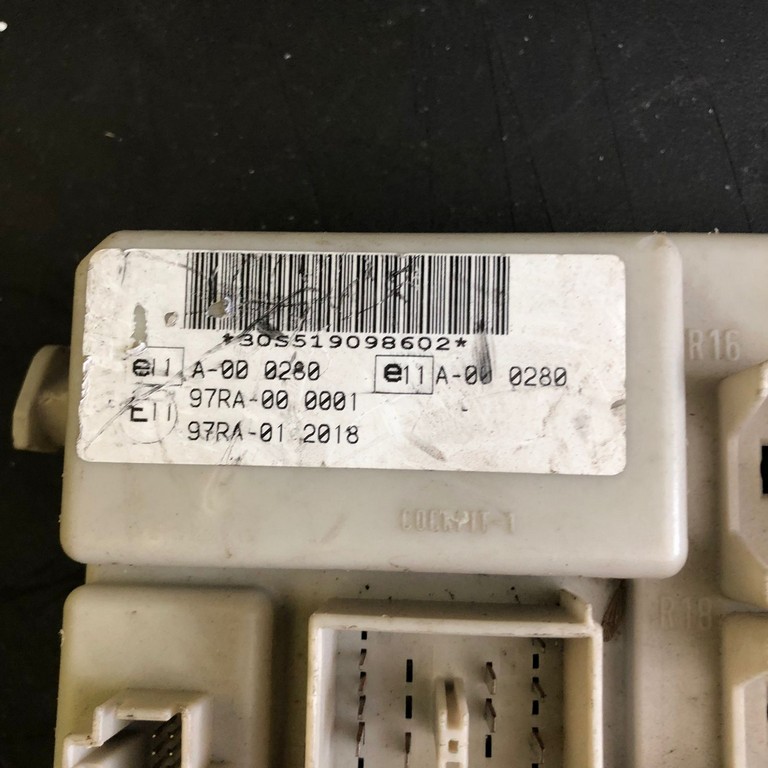 *30S519098602*
e11 A-00 0280 e11 A-00 0280
E11 97RA-00 0001
97RA-01 2018
R16
COCKPIT-1
R18